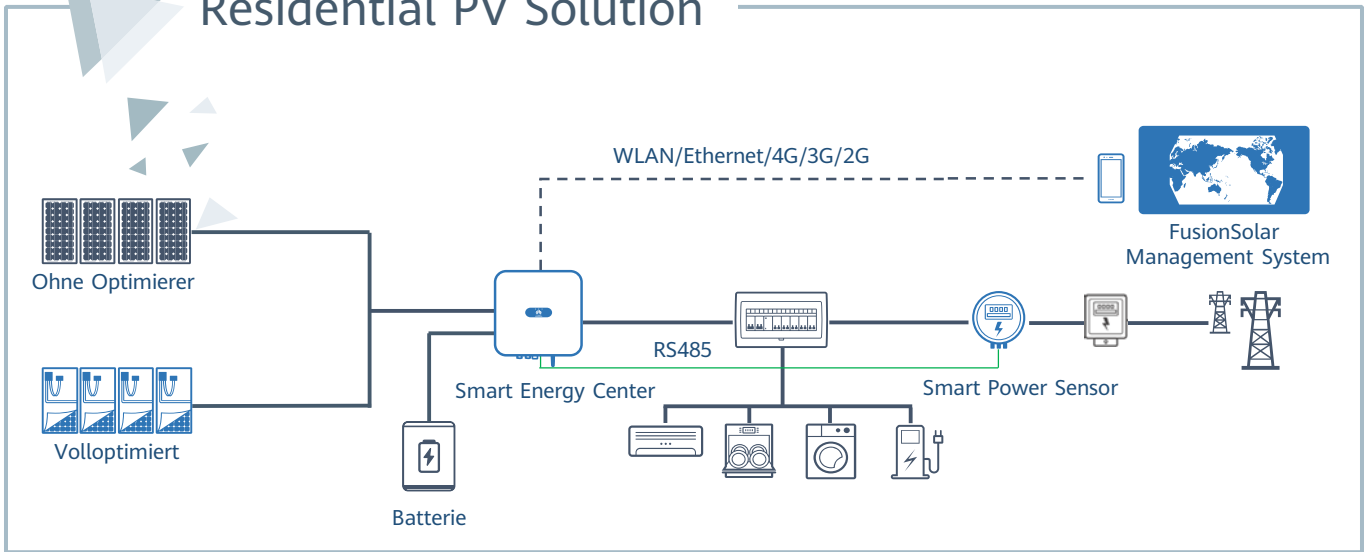 Residential PV Solution
WLAN/Ethernet/4G/3G/2G
FusionSolar
Management System
Ohne Optimierer
RS485
Smart Energy Center
Smart Power Sensor
Volloptimiert
Batterie